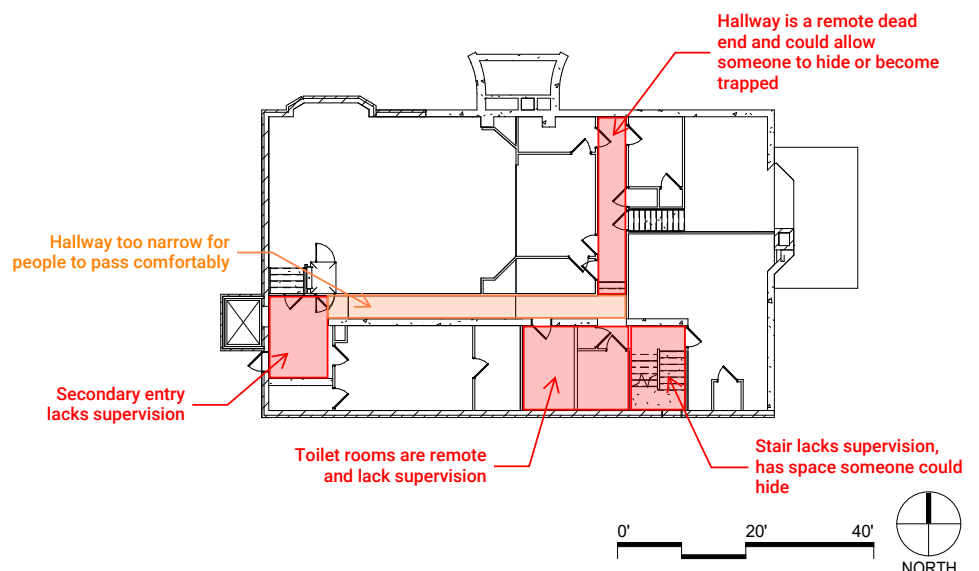 Hallway is a remote dead
end and could allow
someone to hide or become
trapped
Hallway too narrow for
people to pass comfortably
Secondary entry
lacks supervision
Toilet rooms are remote
and lack supervision
Stair lacks supervision,
has space someone could
hide
0'
20'
40'
NORTH